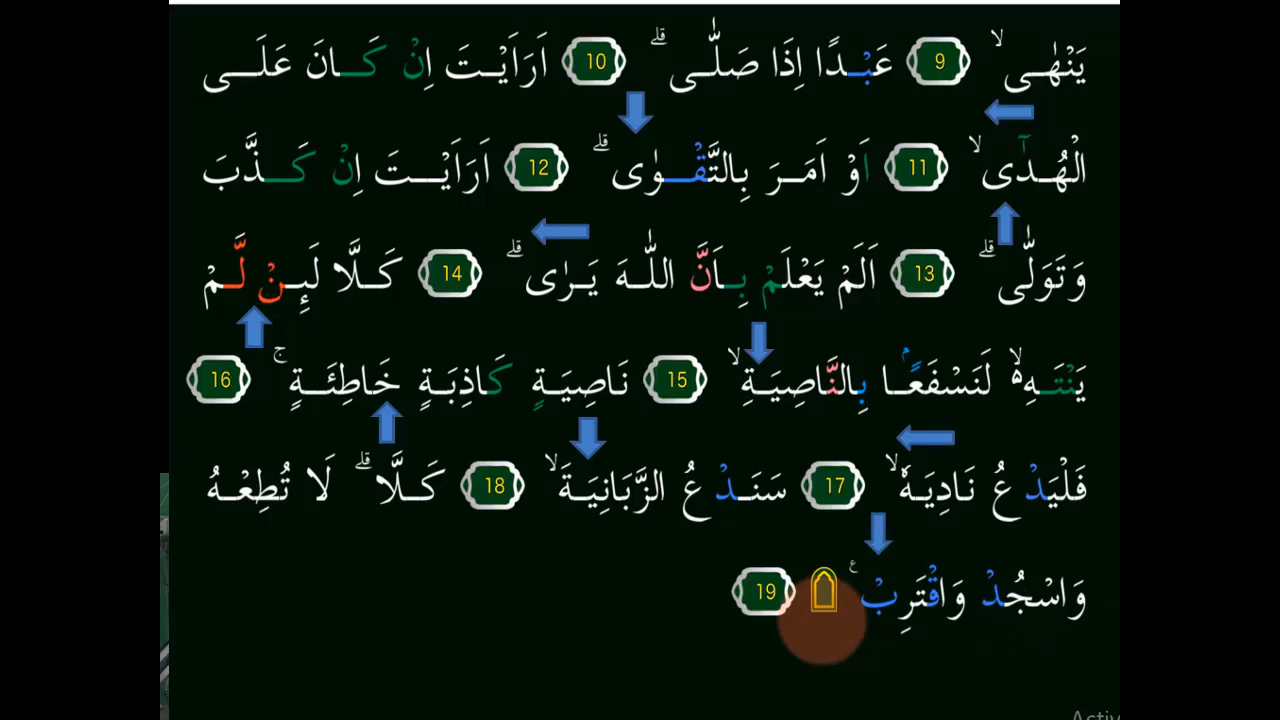 يَنْهٰى ۙ 9 عَبْدًا اِذَا صَلّٰى ۗ 10 اَرَاَيْتَ اِنْ كَانَ عَلَى
الْهُدٰٓى ۙ 11 اَوْ اَمَرَ بِالتَّقْوٰى ۗ 12 اَرَاَيْتَ اِنْ كَذَّبَ
وَتَوَلّٰى ۗ 13 اَلَمْ يَعْلَمْ بِاَنَّ اللّٰهَ يَرٰى ۗ 14 كَلَّا لَىِٕنْ لَّمْ
يَنْتَهِ ەۙ لَنَسْفَعًاۢ بِالنَّاصِيَةِ ۙ 15 نَاصِيَةٍ كَاذِبَةٍ خَاطِئَةٍ ۚ 16
فَلْيَدْعُ نَادِيَهٗ ۙ 17 سَنَدْعُ الزَّبَانِيَةَ ۙ 18 كَلَّا ۗ لَا تُطِعْهُ
وَاسْجُدْ وَاقْتَرِبْ ࣖ ۩ 19
Activ